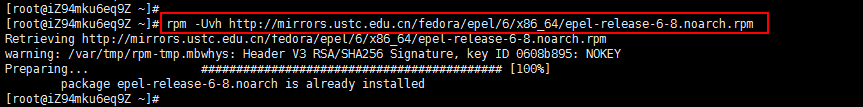 [root@iZ94mku6eq9Z ~]#
[root@iZ94mku6eq9Z ~]# rpm -Uvh http://mirrors.ustc.edu.cn/fedora/epel/6/x86_64/epel-release-6-8.noarch.rpm
Retrieving http://mirrors.ustc.edu.cn/fedora/epel/6/x86_64/epel-release-6-8.noarch.rpm
warning: /var/tmp/rpm-tmp.mbwhys: Header V3 RSA/SHA256 Signature, key ID 0608b895: NOKEY
Preparing... ########################################### [100%]
package epel-release-6-8.noarch is already installed
[root@iZ94mku6eq9Z ~]#